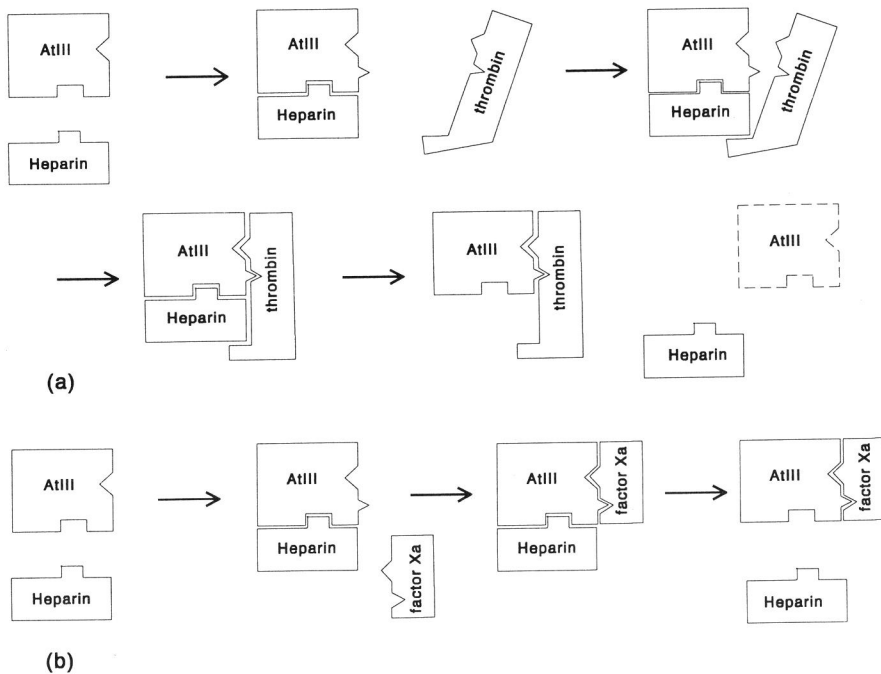 AtIII
AtIII
thrombin
AtIII
thrombin
Heparin
Heparin
Heparin
AtIII
thrombin
AtIII
thrombin
AtIII
Heparin
Heparin
(a)
AtIII
AtIII
AtIII
factor Xa
AtIII
factor Xa
Heparin
Heparin
factor Xa
Heparin
Heparin
(b)